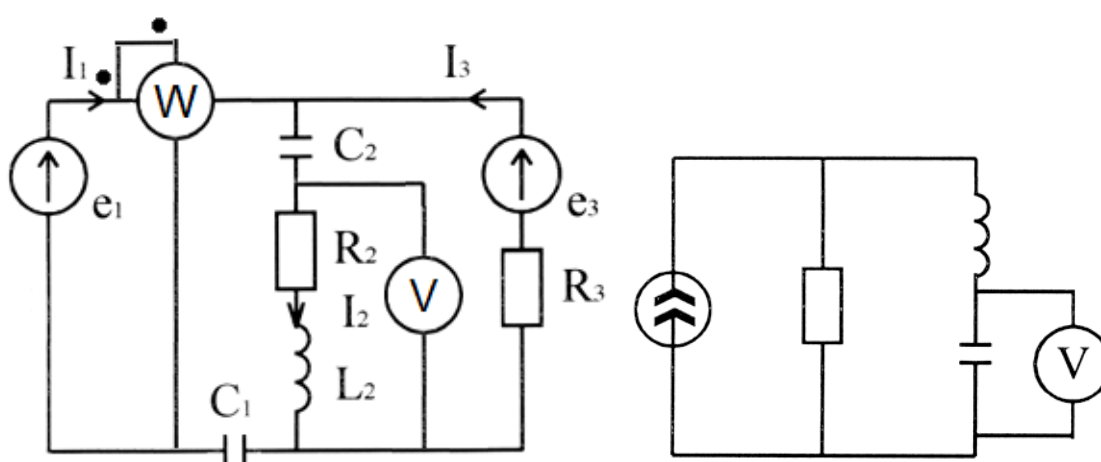 I₁
W
I₃
C₂
e₁
e₃
R₂
V
R₃
I₂
L₂
C₁
V